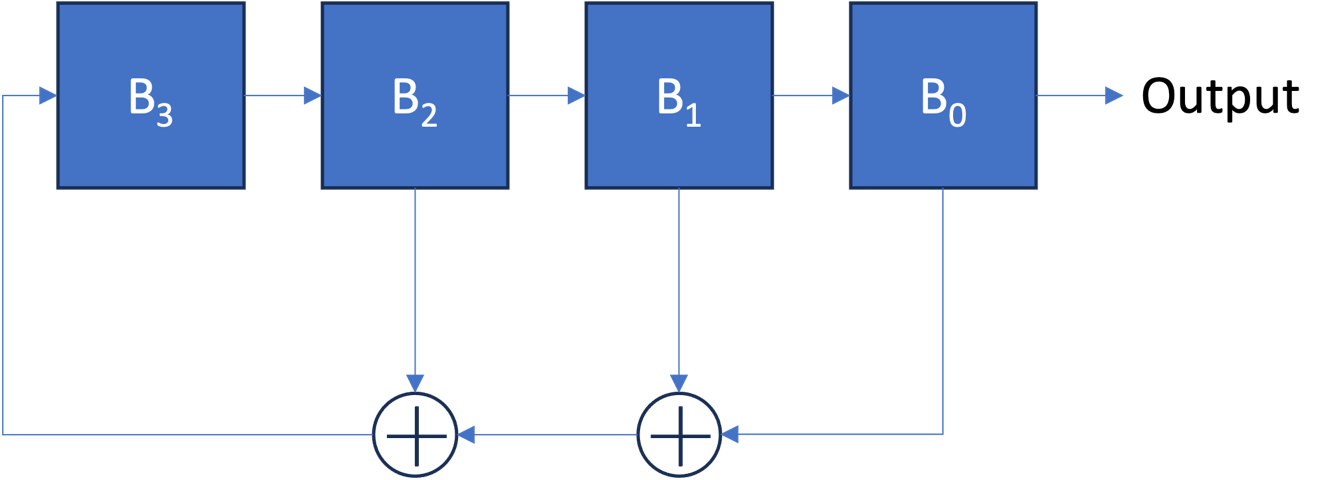 B₃ B₂ B₁ B₀ Output